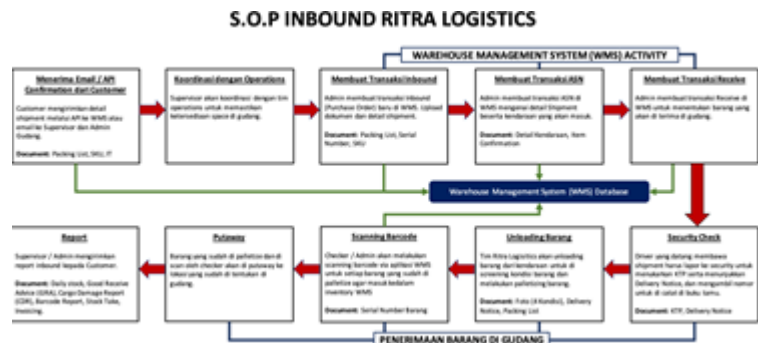 S.O.P INBOUND RITRA LOGISTICS
WAREHOUSE MANAGEMENT SYSTEM (WMS) ACTIVITY
Menerima Email / API
Confirmation dari Customer
Customer mengirimkan detail
shipment melalui API ke WMS atau
email ke Supervisor dan Admin
Gudang.
Document: Packing List, SKU, IT
Koordinasi dengan Operations
Supervisor akan koordinasi dengan tim
operations untuk memastikan
ketersediaan space di gudang.
Membuat Transaksi Inbound
Admin membuat transaksi Inbound
(Purchase Order) baru di WMS. Upload
dokumen dan detail shipment.
Document: Packing List, Serial
Number, SKU
Membuat Transaksi ASN
Admin membuat transaksi ASN di
WMS mengenai detail Shipment
beserta kendaraan yang akan masuk.
Document: Detail Kendaraan, Item
Confirmation
Membuat Transaksi Receive
Admin membuat transaksi Receive di
WMS untuk menentukan barang yang
akan di terima di gudang.
Warehouse Management System (WMS) Database
Report
Supervisor / Admin mengirimkan
report inbound kepada Customer.
Document: Daily stock, Good Receive
Advice (GRA), Cargo Damage Report
(CDR), Barcode Report, Stock Take,
Invoicing.
Putaway
Barang yang sudah di palletize dan di
scan oleh checker akan di putaway ke
lokasi yang sudah di tentukan di
gudang.
Scanning Barcode
Checker / Admin akan melakukan
scanning barcode via aplikasi WMS
untuk setiap barang yang sudah di
palletize agar masuk kedalam
inventory WMS
Document: Serial Number Barang
Unloading Barang
Tim Ritra Logistics akan unloading
barang dari kendaraan untuk di
screening kondisi barang dan
melakukan palletizing barang.
Document: Foto (4 Kondisi), Delivery
Notice, Packing List
Security Check
Driver yang datang membawa
shipment harus lapor ke security untuk
menukarkan KTP serta menunjukan
Delivery Notice, dan mengambil nomor
untuk di catat di buku tamu.
Document: KTP, Delivery Notice
PENERIMAAN BARANG DI GUDANG